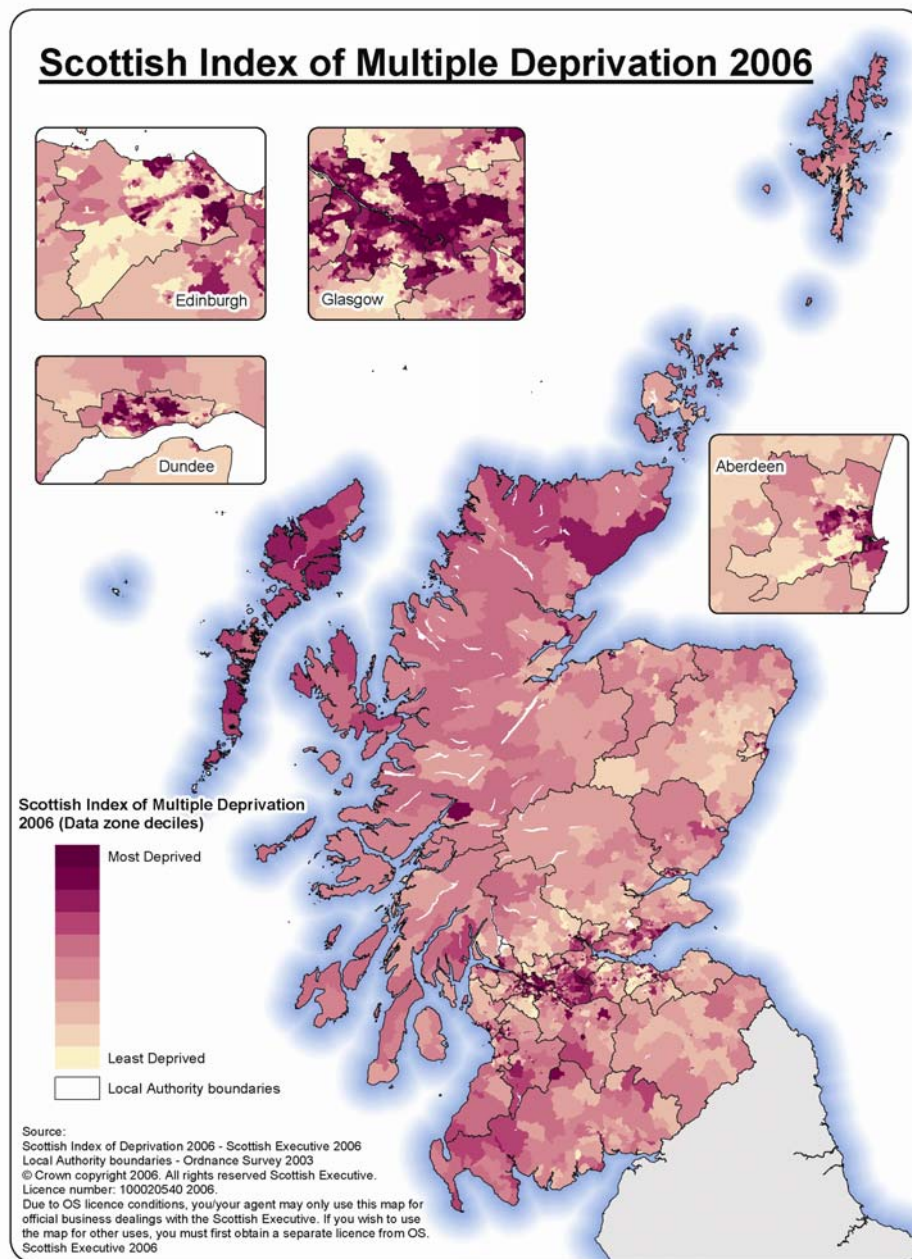 Scottish Index of Multiple Deprivation 2006
Edinburgh
Glasgow
Dundee
Aberdeen
Scottish Index of Multiple Deprivation
2006 (Data zone deciles)
Most Deprived
Least Deprived
Local Authority boundaries
Source:
Scottish Index of Deprivation 2006 - Scottish Executive 2006
Local Authority boundaries - Ordnance Survey 2003
© Crown copyright 2006. All rights reserved Scottish Executive.
Licence number: 100020540 2006.
Due to OS licence conditions, you/your agent may only use this map for
official business dealings with the Scottish Executive. If you wish to use
the map for other uses, you must first obtain a separate licence from OS.
Scottish Executive 2006